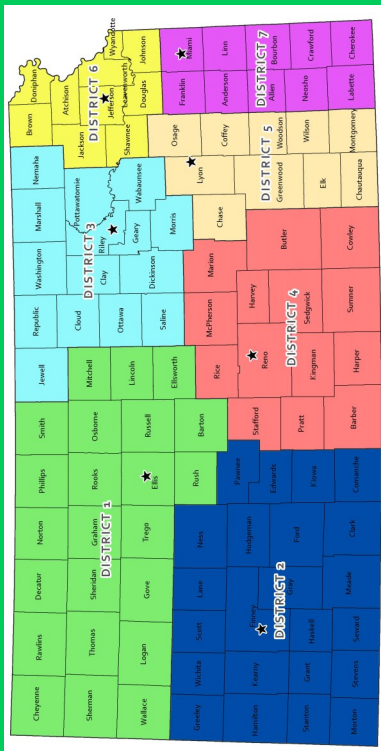 Cheyenne
Rawlins
Decatur
Norton
Phillips
Smith
Jewell
Republic
Washington
Marshall
Nemaha
Brown
Doniphan
Sherman
Thomas
Sheridan
Graham
Rooks
Osborne
Mitchell
Cloud
Clay
Riley
Pottawatomie
Jackson
Atchison
Jefferson
Leavenworth
Wyandotte
DISTRICT 1
DISTRICT 3
DISTRICT 6
Wallace
Logan
Gove
Trego
Ellis
Russell
Lincoln
Ellsworth
Ottawa
Saline
Dickinson
Geary
Morris
Wabaunsee
Shawnee
Douglas
Johnson
Greeley
Wichita
Scott
Lane
Ness
Rush
Barton
Rice
McPherson
Marion
Chase
Lyon
Osage
Coffey
Franklin
Anderson
Miami
Linn
Hamilton
Kearny
Finney
Gray
Hodgeman
Pawnee
Edwards
Ford
Stafford
Reno
Harvey
Sedgwick
Butler
Greenwood
Woodson
Allen
Bourbon
DISTRICT 2
DISTRICT 4
DISTRICT 5
DISTRICT 7
Stanton
Grant
Haskell
Kiowa
Pratt
Kingman
Elk
Wilson
Neosho
Crawford
Morton
Stevens
Seward
Meade
Clark
Comanche
Barber
Harper
Sumner
Cowley
Chautauqua
Montgomery
Labette
Cherokee